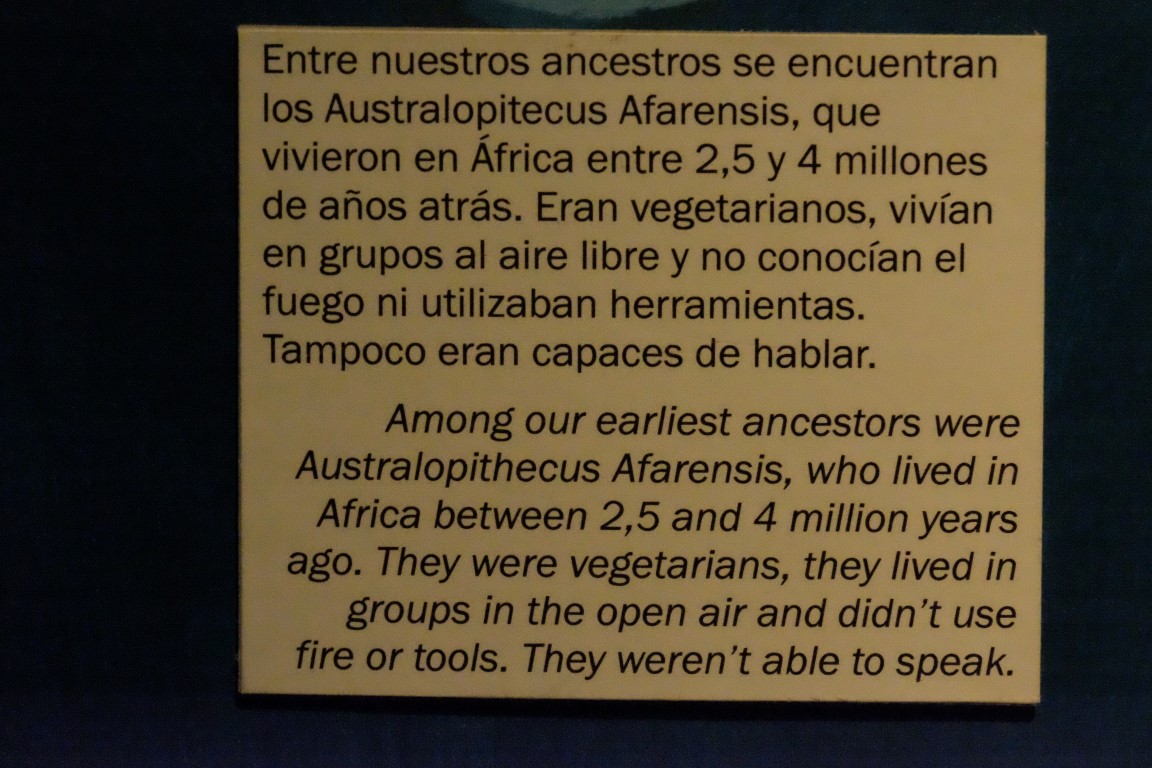 Entre nuestros ancestros se encuentran
los Australopitecus Afarensis, que
vivieron en África entre 2,5 y 4 millones
de años atrás. Eran vegetarianos, vivían
en grupos al aire libre y no conocían el
fuego ni utilizaban herramientas.
Tampoco eran capaces de hablar.
Among our earliest ancestors were
Australopithecus Afarensis, who lived in
Africa between 2,5 and 4 million years
ago. They were vegetarians, they lived in
groups in the open air and didn't use
fire or tools. They weren't able to speak.